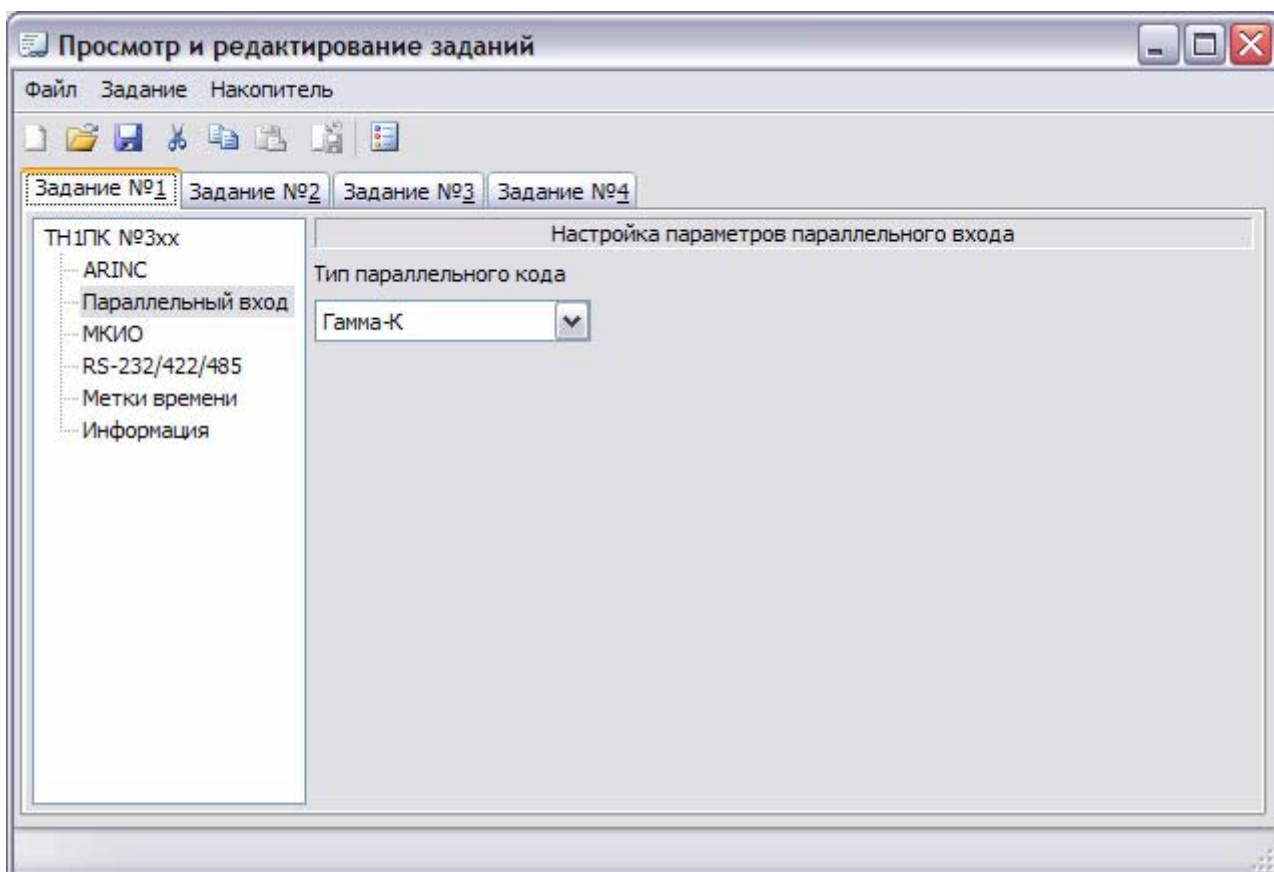 Просмотр и редактирование заданий
Файл Задание Накопитель
Задание №1 Задание №2 Задание №3 Задание №4
ТН1ПК №3хх
ARINC
Параллельный вход
МКИО
RS-232/422/485
Метки времени
Информация
Настройка параметров параллельного входа
Тип параллельного кода
Гамма-К